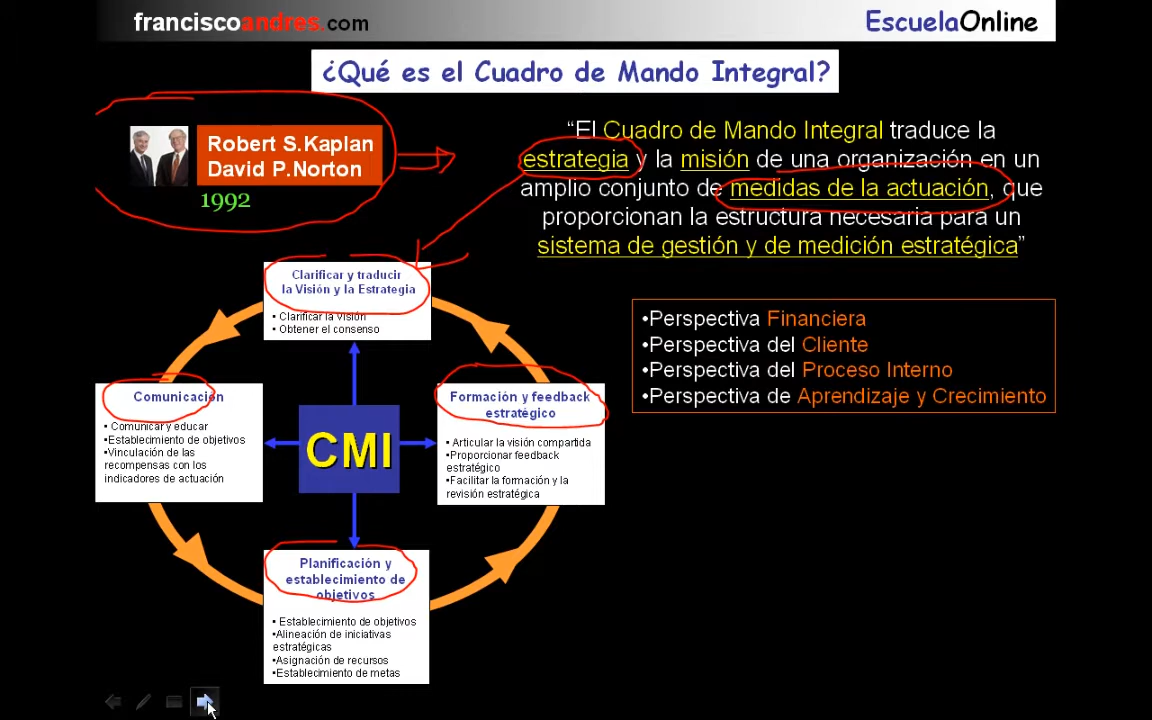 franciscoandres.com
EscuelaOnline
¿Qué es el Cuadro de Mando Integral?
Robert S.Kaplan
David P.Norton
1992
“El Cuadro de Mando Integral traduce la
estrategia y la misión de una organización en un
amplio conjunto de medidas de la actuación, que
proporcionan la estructura necesaria para un
sistema de gestión y de medición estratégica”
Clarificar y traducir
la Visión y la Estrategia
• Clarificar la Visión
• Obtener el consenso
Comunicación
• Comunicar y educar
•Establecimiento de objetivos
•Vinculación de las
recompensas con los
indicadores de actuación
CMI
Formación y feedback
estratégico
• Articular la visión compartida
•Proporcionar feedback
estratégico
•Facilitar la formación y la
revisión estratégica
Planificación y
establecimiento de
objetivos
• Establecimiento de objetivos
•Alineación de iniciativas
estratégicas
•Asignación de recursos
•Establecimiento de metas
•Perspectiva Financiera
•Perspectiva del Cliente
•Perspectiva del Proceso Interno
•Perspectiva de Aprendizaje y Crecimiento